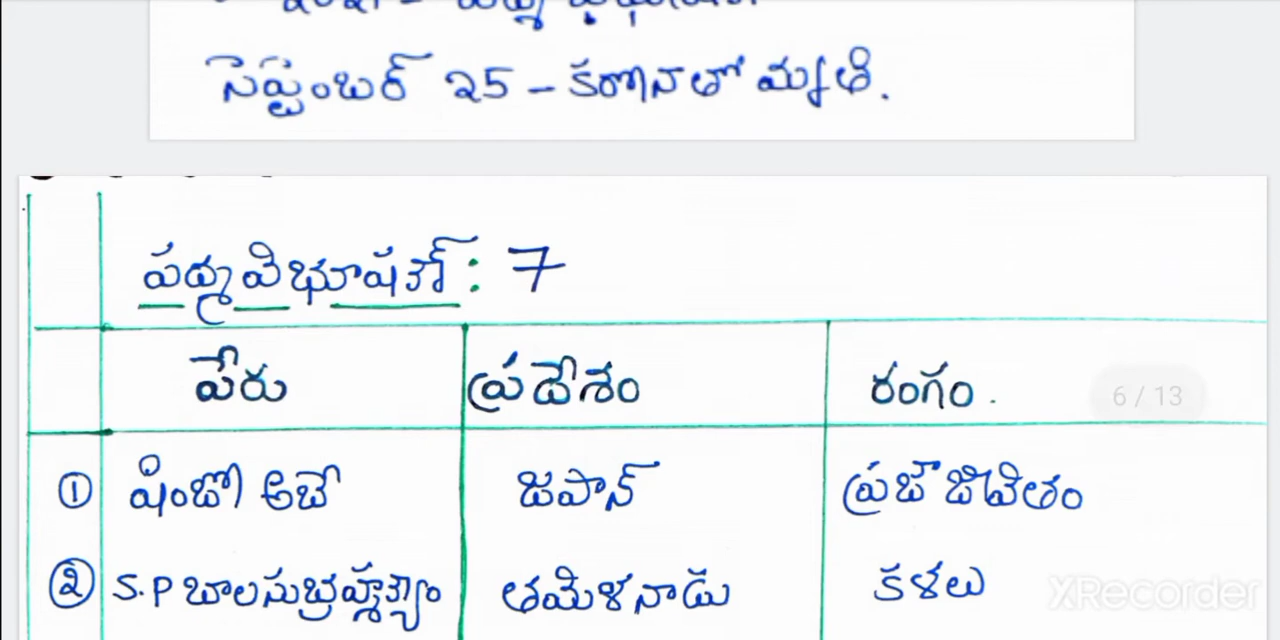 సెప్టెంబర్ 25 - కరోనాతో మృతి.
పద్మవిభూషణ్ : 7
పేరు ప్రదేశం రంగం.
6 / 13
① షింజో అబే జపాన్ ప్రజాజీవితం
② S.P బాలసుబ్రహ్మణ్యం తమిళనాడు కళలు
XRecorder